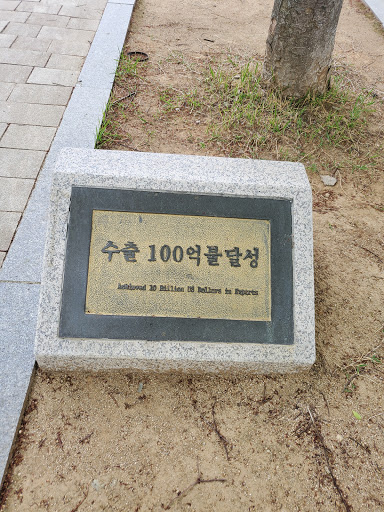 수출 100억불 달성
Achieved 10 Billion US Dollars in Exports